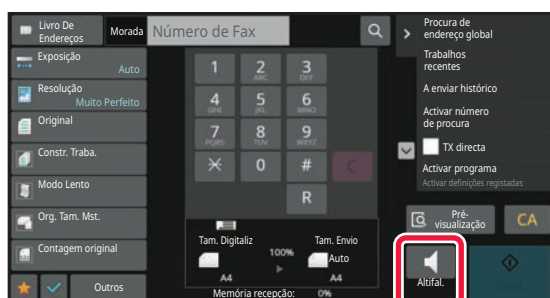 Livro De
Endereços
Morada
Número de Fax
Exposição
Auto
Resolução
Muito Perfeito
Original
Constr. Traba.
Modo Lento
Org. Tam. Mst.
Contagem original
Outros
1
2
ABC
3
DEF
4
GHI
5
JKL
6
MNO
7
PQRS
8
TUV
9
WXYZ
0
#
C
R
Tam. Digitaliz
100%
Tam. Envio
Auto
A4
A4
Memória recepção: 0%
Procura de
endereço global
Trabalhos
recentes
A enviar histórico
Activar número
de procura
TX directa
Activar programa
Activar definições registadas
Pré-
visualização
CA
Altifal.
Iniciar